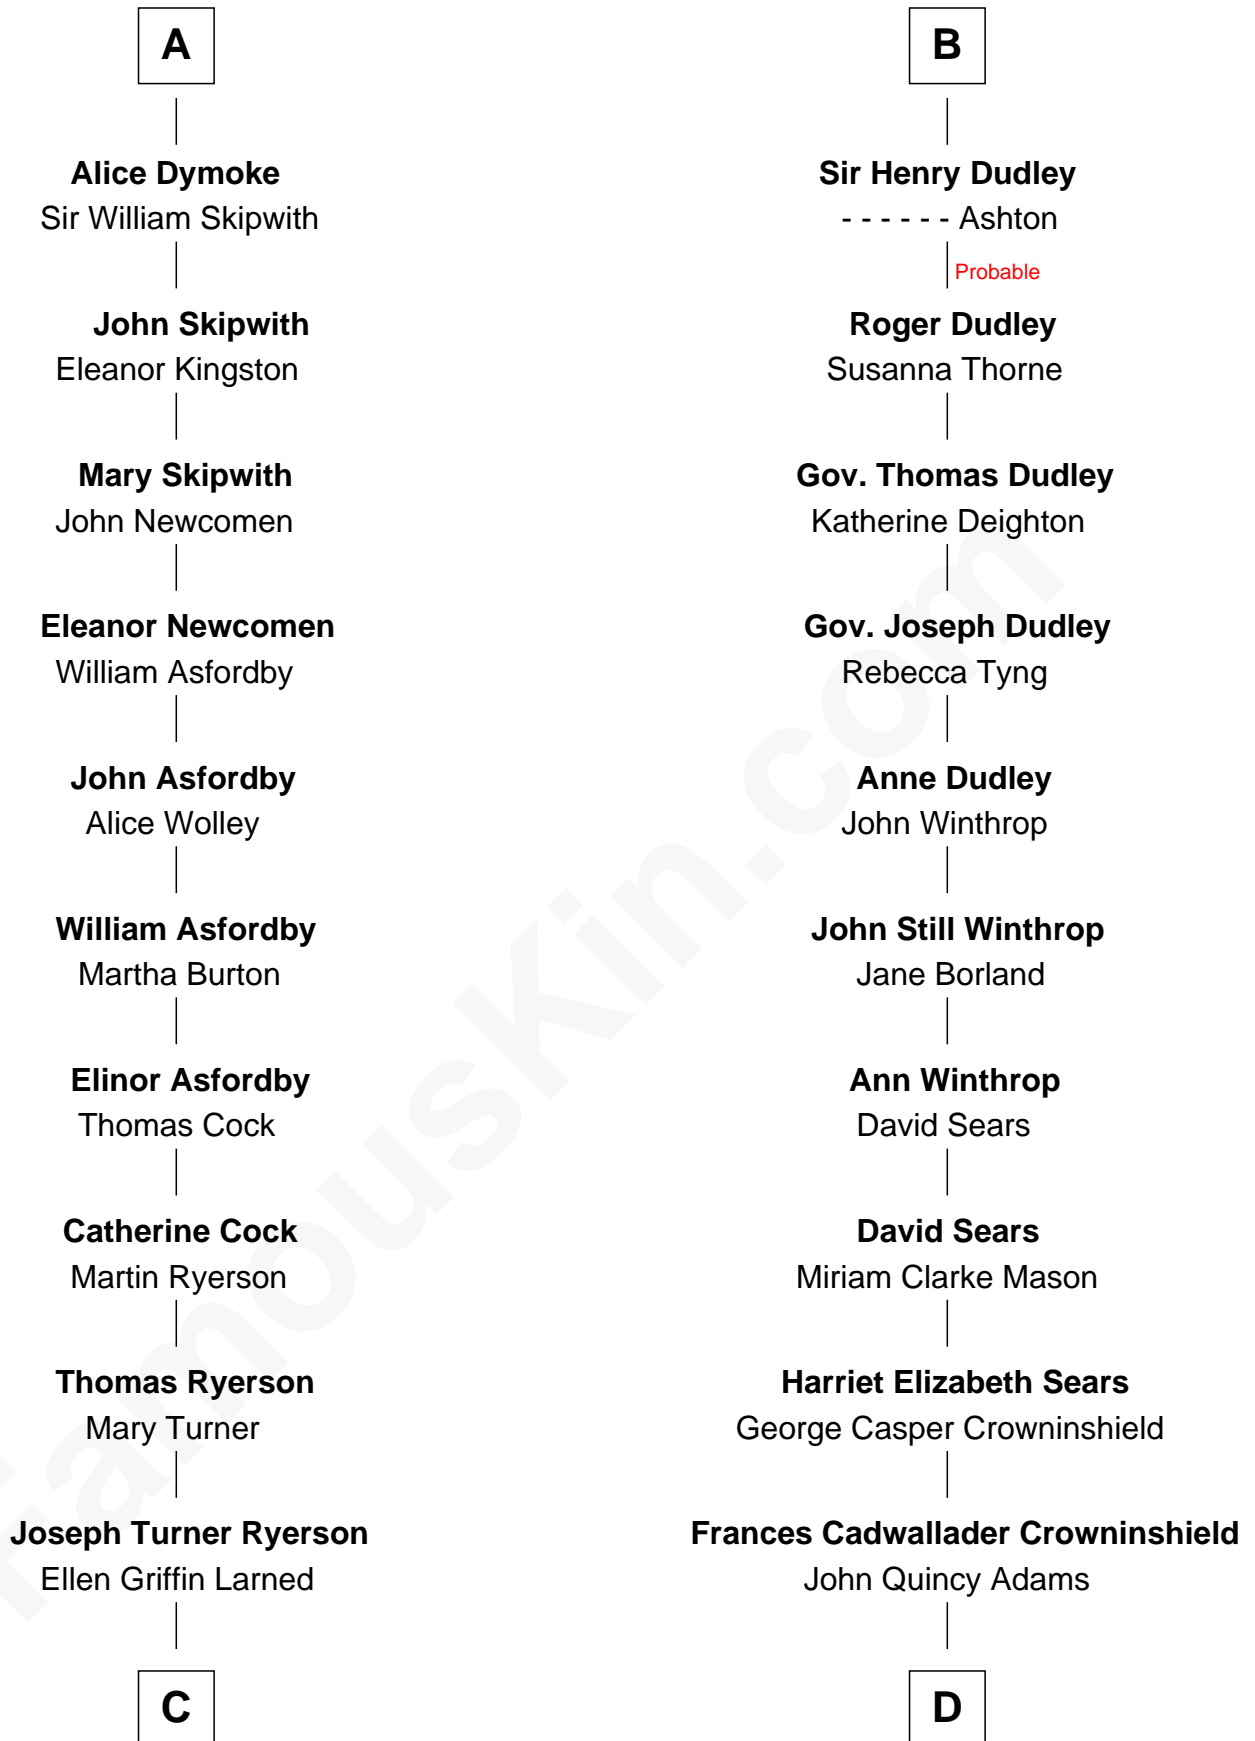 A
Alice Dymoke
Sir William Skipwith
John Skipwith
Eleanor Kingston
Mary Skipwith
John Newcomen
Eleanor Newcomen
William Asfordby
John Asfordby
Alice Wolley
William Asfordby
Martha Burton
Elinor Asfordby
Thomas Cock
Catherine Cock
Martin Ryerson
Thomas Ryerson
Mary Turner
Joseph Turner Ryerson
Ellen Griffin Larned
C
B
Sir Henry Dudley
- - - - - - Ashton
Probable
Roger Dudley
Susanna Thorne
Gov. Thomas Dudley
Katherine Deighton
Gov. Joseph Dudley
Rebecca Tyng
Anne Dudley
John Winthrop
John Still Winthrop
Jane Borland
Ann Winthrop
David Sears
David Sears
Miriam Clarke Mason
Harriet Elizabeth Sears
George Casper Crowninshield
Frances Cadwallader Crowninshield
John Quincy Adams
D
FamousKin.com